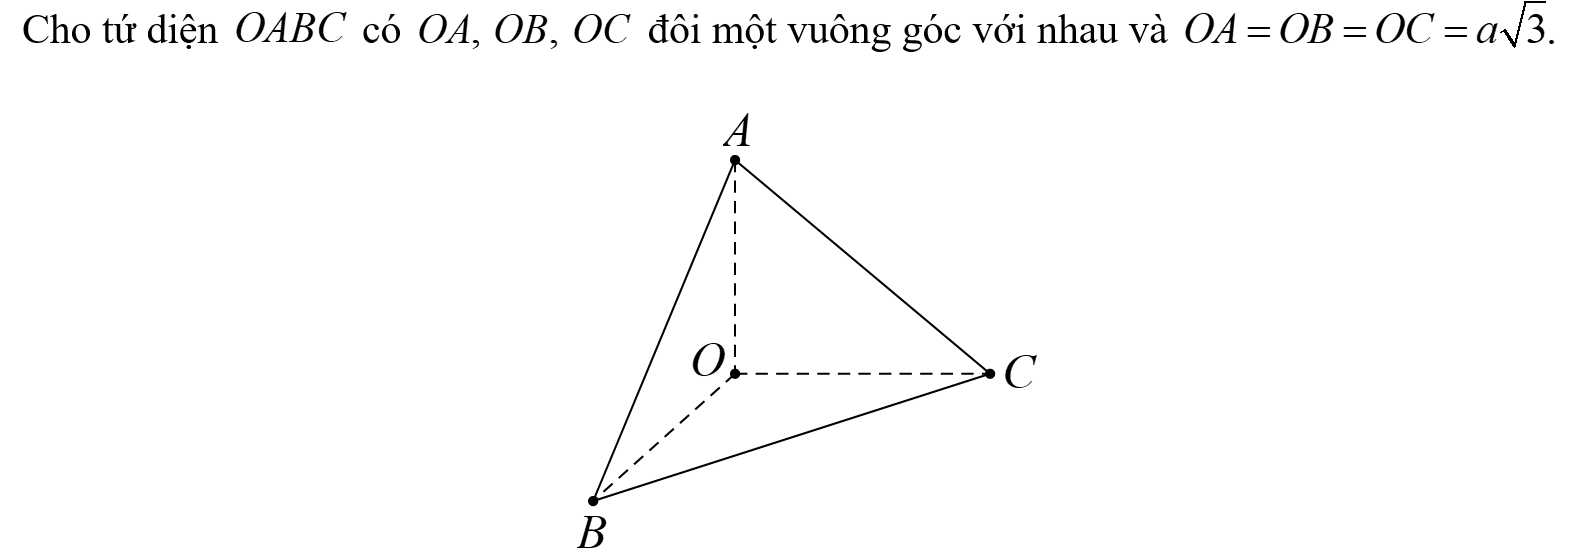 Cho tứ diện OABC có OA, OB, OC đôi một vuông góc với nhau và OA = OB = OC = a√3.
A
O
C
B